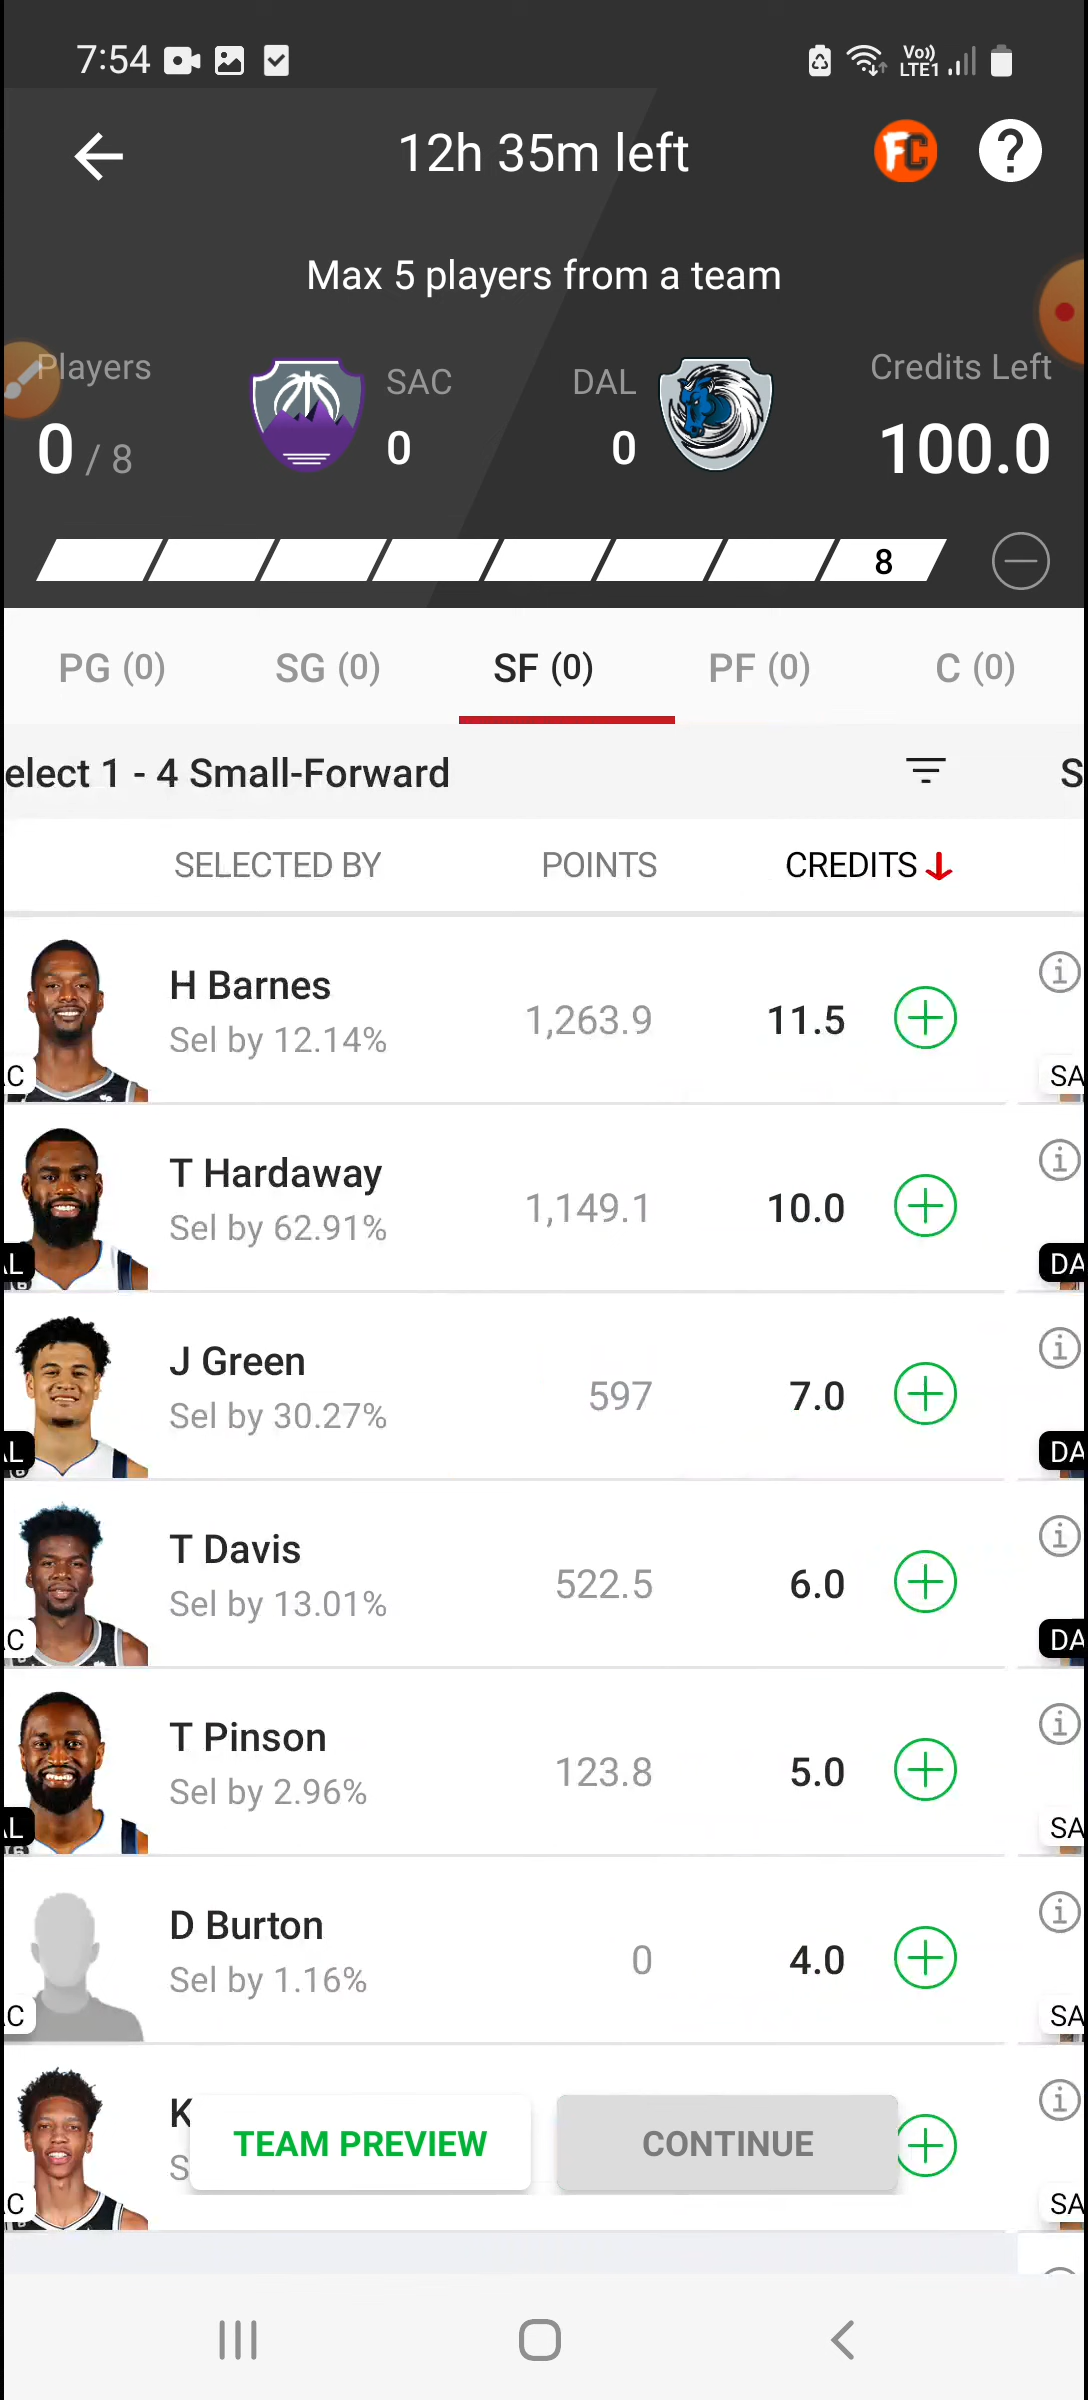 7:54
Vo))
LTE1
12h 35m left
FC
?
Max 5 players from a team
Players
SAC
DAL
Credits Left
0 / 8
0
0
100.0
8
PG (0)
SG (0)
SF (0)
PF (0)
C (0)
elect 1 - 4 Small-Forward
S
SELECTED BY
POINTS
CREDITS
H Barnes
Sel by 12.14%
1,263.9
11.5
C
SA
T Hardaway
Sel by 62.91%
1,149.1
10.0
AL
DA
J Green
Sel by 30.27%
597
7.0
AL
DA
T Davis
Sel by 13.01%
522.5
6.0
C
DA
T Pinson
Sel by 2.96%
123.8
5.0
AL
SA
D Burton
Sel by 1.16%
0
4.0
C
SA
K
S
TEAM PREVIEW
CONTINUE
C
SA